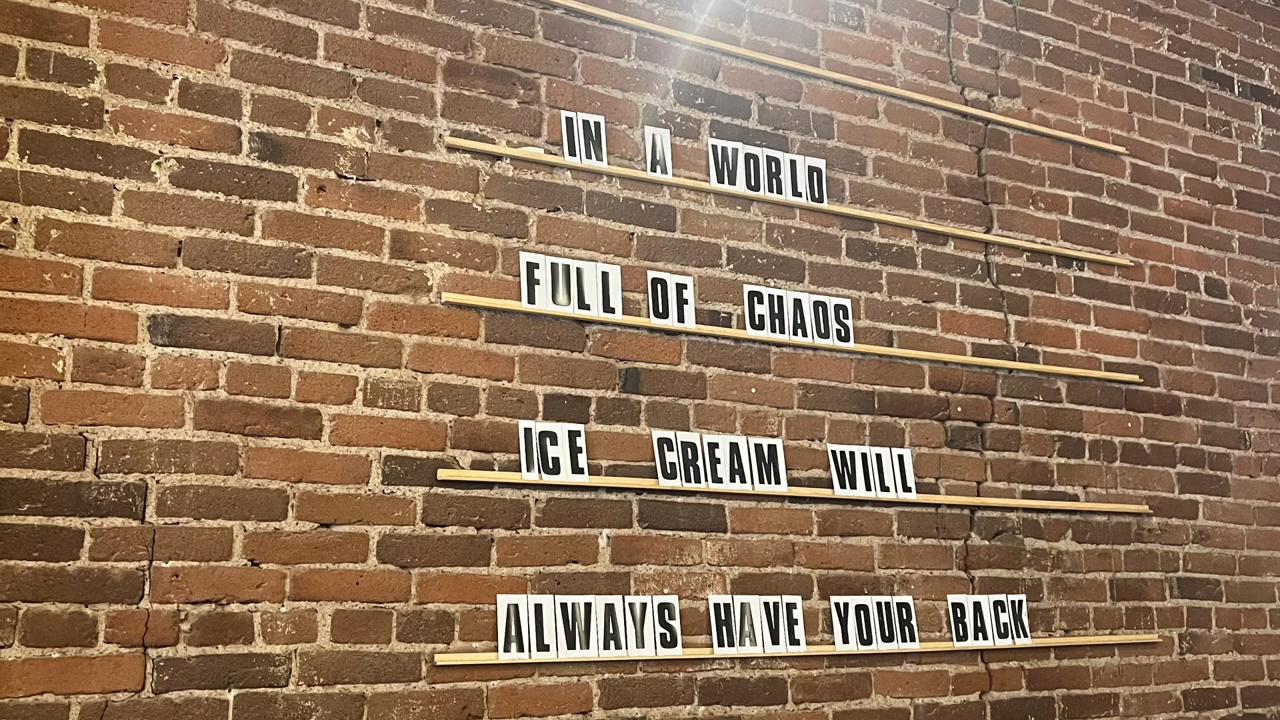 IN A WORLD
FULL OF CHAOS
ICE CREAM WILL
ALWAYS HAVE YOUR BACK